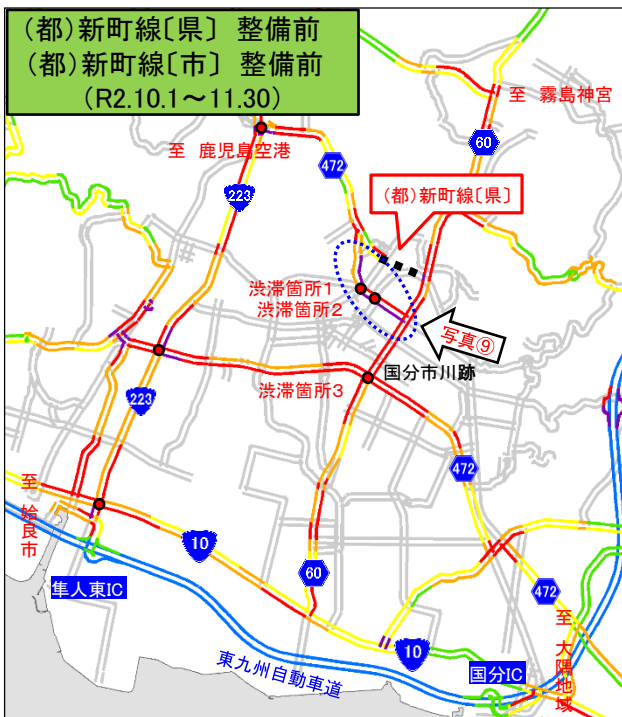 (都)新町線〔県〕 整備前
(都)新町線〔市〕 整備前
(R2.10.1～11.30)
至 霧島神宮
60
至 鹿児島空港
472
223
(都)新町線〔県〕
渋滞箇所1
渋滞箇所2
写真⑨
国分市川跡
渋滞箇所3
223
472
至 姶良市
10
60
472
隼人東IC
至 大隅地域
10
東九州自動車道
国分IC